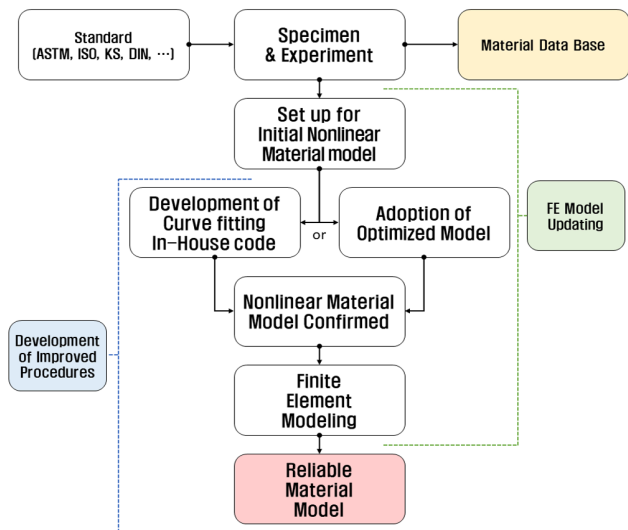 Standard
(ASTM, ISO, KS, DIN, …)
Specimen
& Experiment
Material Data Base
Set up for
Initial Nonlinear
Material model
Development of
Curve fitting
In-House code
or
Adoption of
Optimized Model
FE Model
Updating
Nonlinear Material
Model Confirmed
Development
of Improved
Procedures
Finite
Element
Modeling
Reliable
Material
Model